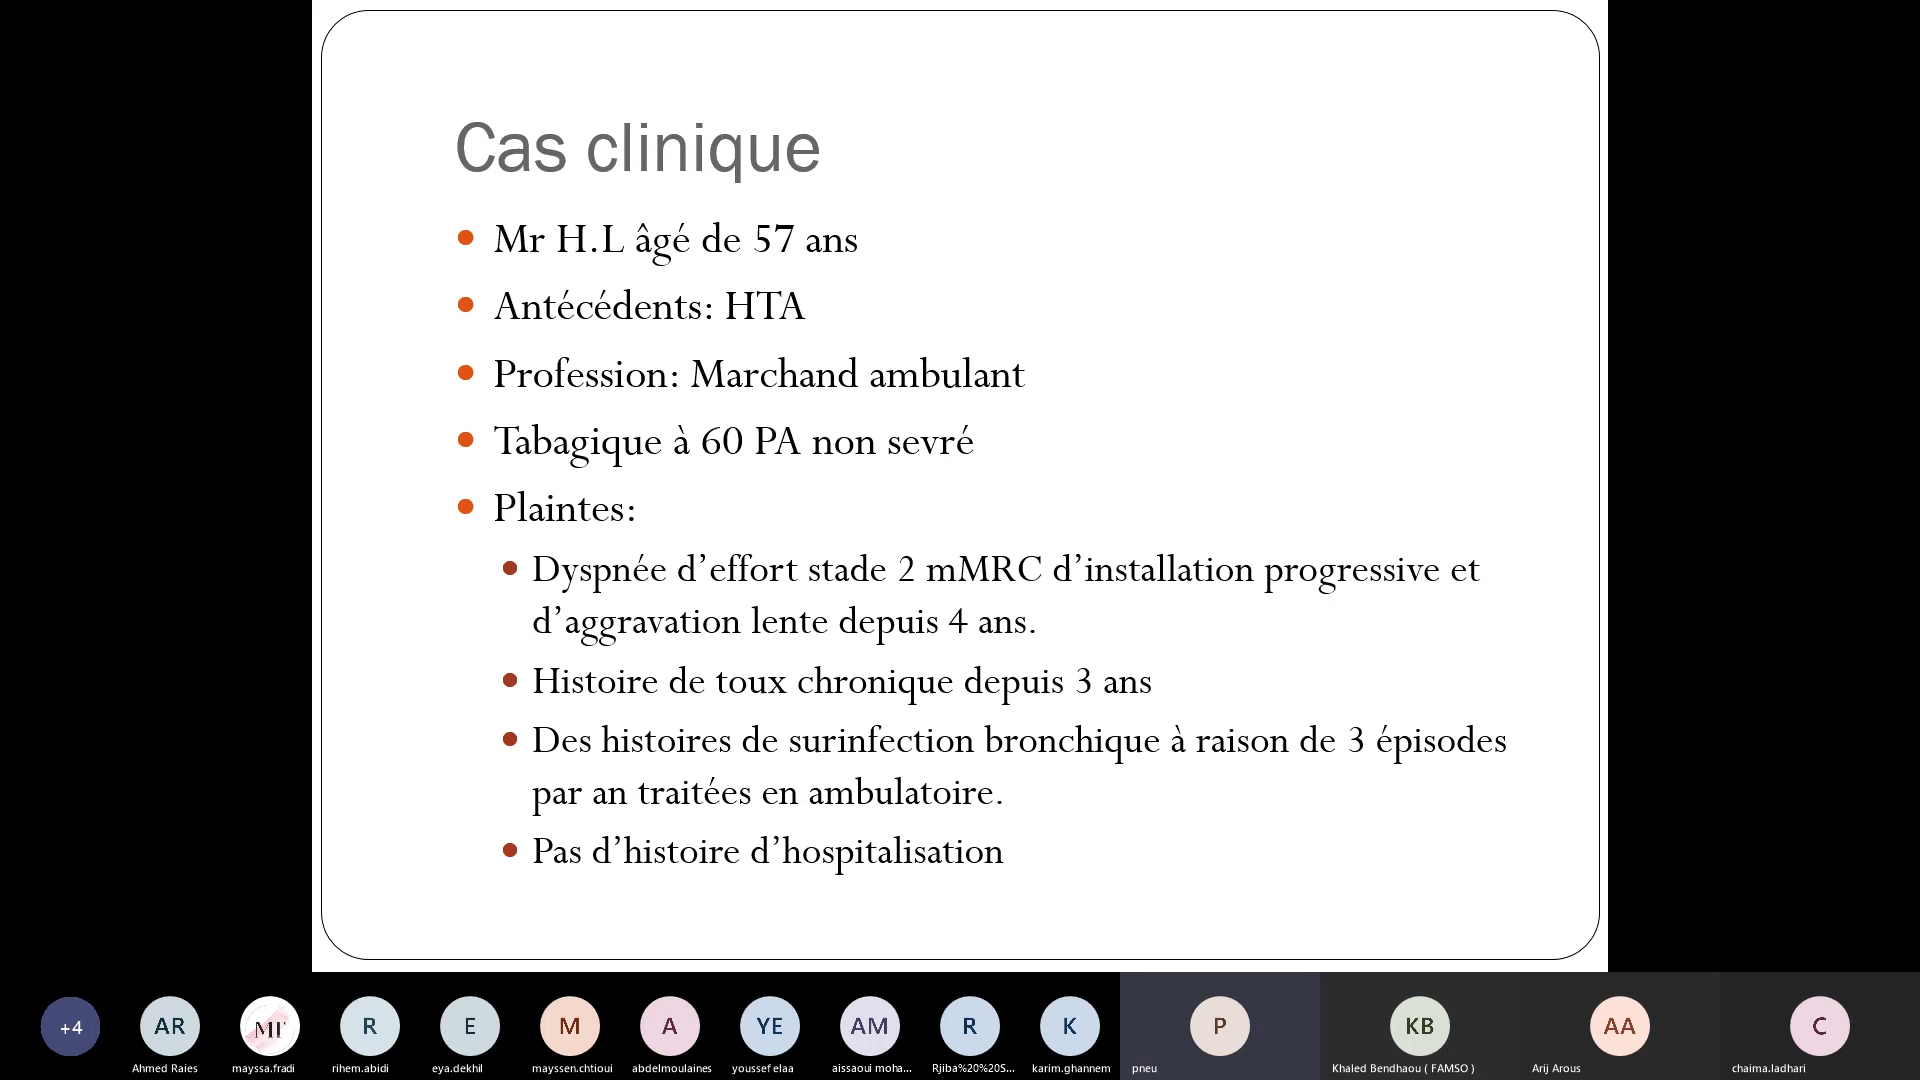 Cas clinique
Mr H.L âgé de 57 ans
Antécédents: HTA
Profession: Marchand ambulant
Tabagique à 60 PA non sevré
Plaintes:
Dyspnée d’effort stade 2 mMRC d’installation progressive et
d’aggravation lente depuis 4 ans.
Histoire de toux chronique depuis 3 ans
Des histoires de surinfection bronchique à raison de 3 épisodes
par an traitées en ambulatoire.
Pas d’histoire d’hospitalisation
+4 AR MF R E M A YE AM R K P KB AA C
Ahmed Raies mayssa.fradi rihem.abidi eya.dekhil mayssen.chtioui abdelmoulaines youssef elaa aissaoui moha... Rjiba%20%20S... karim.ghannem pneu Khaled Bendhaou ( FAMSO ) Arij Arous chaima.ladhari